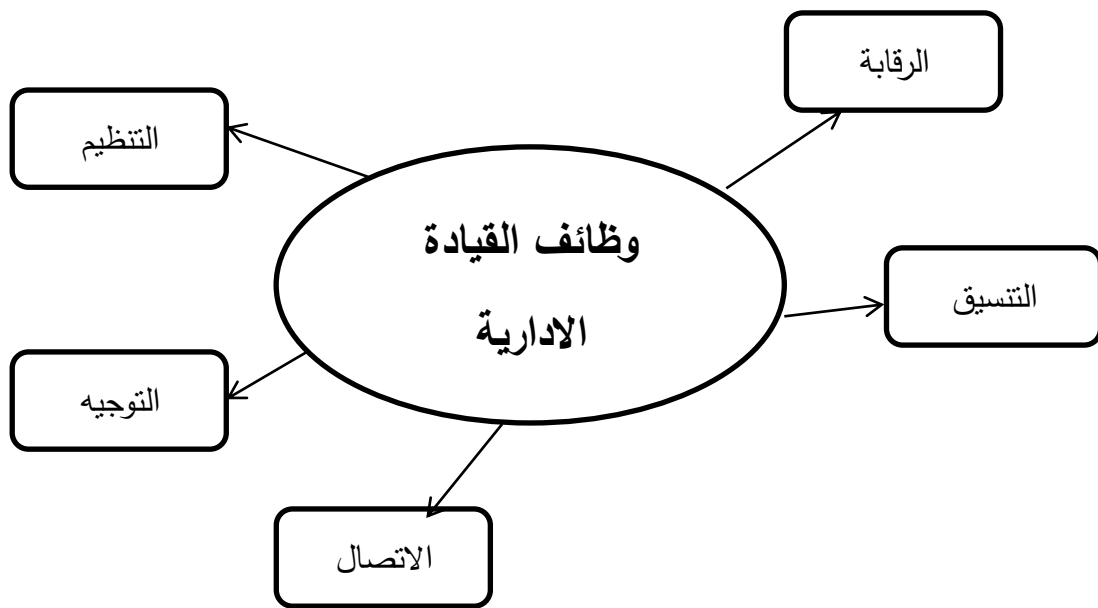 الرقابة
التنظيم
وظائف القيادة
الادارية
التنسيق
التوجيه
الاتصال